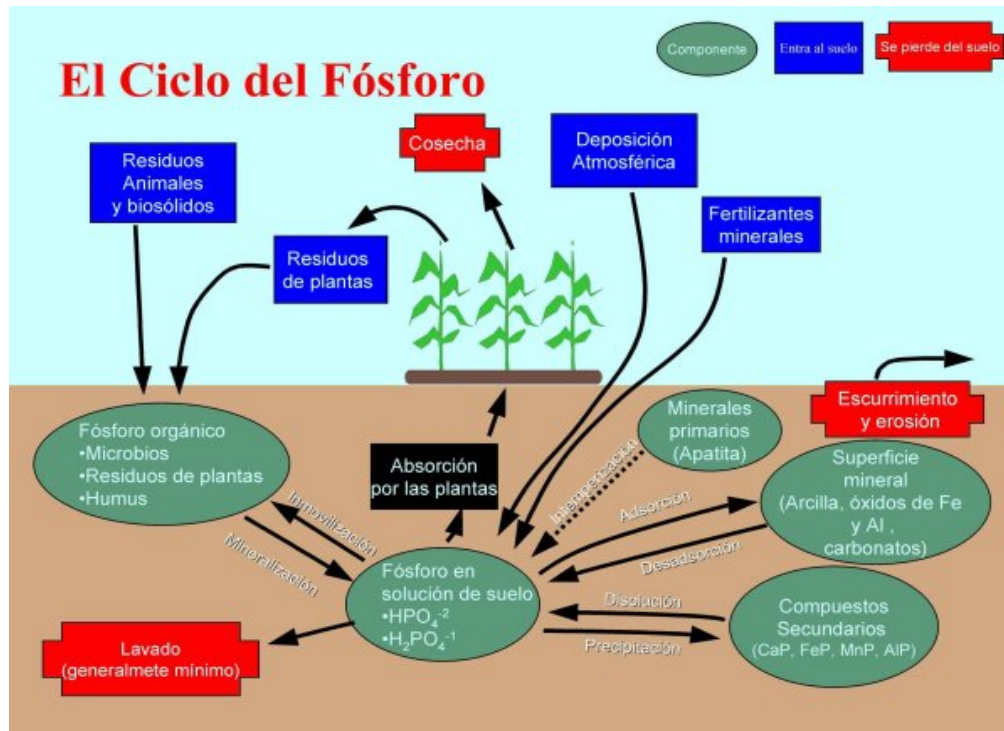 Componente
Entra al suelo
Se pierde del suelo
El Ciclo del Fósforo
Residuos
Animales
y biosólidos
Residuos
de plantas
Cosecha
Deposición
Atmosférica
Fertilizantes
minerales
Fósforo orgánico
•Microbios
•Residuos de plantas
•Humus
Absorción
por las plantas
Minerales
primarios
(Apatita)
Escurrimiento
y erosión
Superficie
mineral
(Arcilla, óxidos de Fe
y Al ,
carbonatos)
Inmovilización
Mineralización
Intemperización
Adsorción
Desadsorción
Fósforo en
solución de suelo
•HPO₄⁻²
•H₂PO₄⁻¹
Disolución
Precipitación
Compuestos
Secundarios
(CaP, FeP, MnP, AlP)
Lavado
(generalmete mínimo)